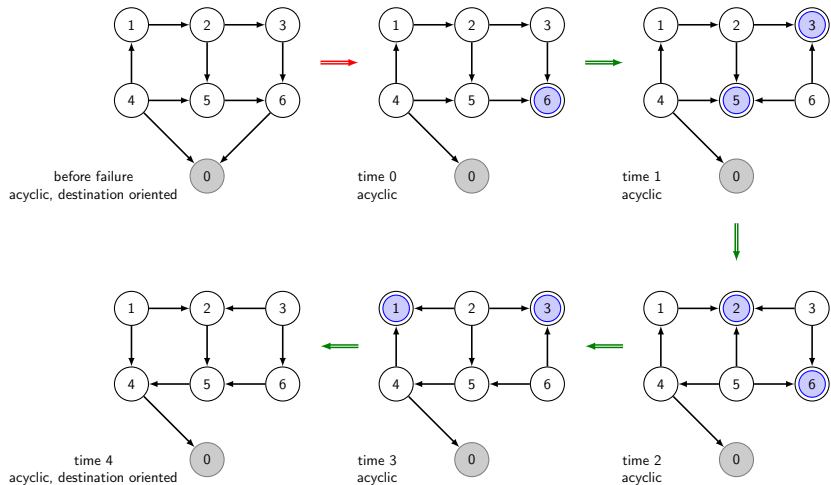 1 2 3
4 5 6
0
before failure
acyclic, destination oriented
1 2 3
4 5 6
0
time 0
acyclic
1 2 3
4 5 6
0
time 1
acyclic
1 2 3
4 5 6
0
time 4
acyclic, destination oriented
1 2 3
4 5 6
0
time 3
acyclic
1 2 3
4 5 6
0
time 2
acyclic